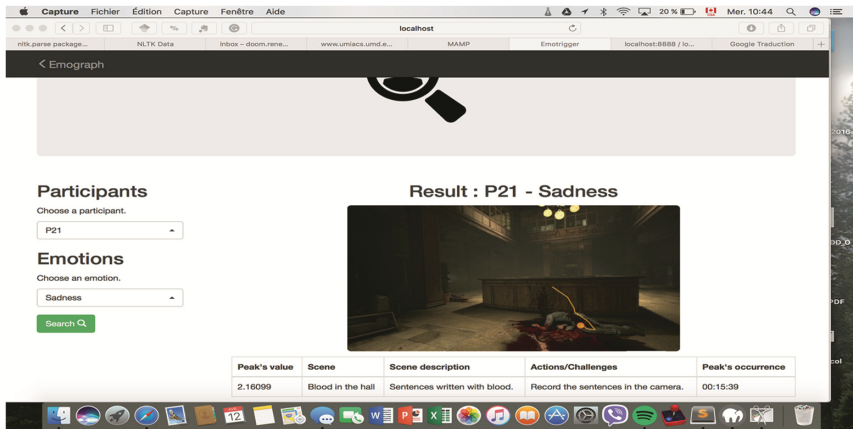 Capture Fichier Édition Capture Fenêtre Aide 20 % Mer. 10:44
localhost
nltk.parse package... NLTK Data Inbox – doom.rene... www.umiacs.umd.e... MAMP Emotrigger localhost:8888 / lo... Google Traduction
Emograph
Participants
Choose a participant.
P21
Emotions
Choose an emotion.
Sadness
Search
Result : P21 - Sadness
Peak's value Scene Scene description Actions/Challenges Peak's occurrence
2.16099 Blood in the hall Sentences written with blood. Record the sentences in the camera. 00:15:39
12